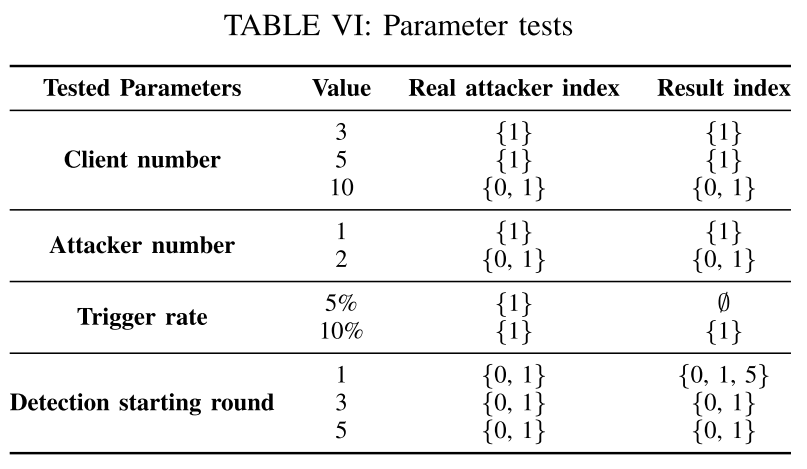 TABLE VI: Parameter tests
Tested Parameters Value Real attacker index Result index
Client number
3 {1} {1}
5 {1} {1}
10 {0, 1} {0, 1}
Attacker number
1 {1} {1}
2 {0, 1} {0, 1}
Trigger rate
5% {1} ∅
10% {1} {1}
Detection starting round
1 {0, 1} {0, 1, 5}
3 {0, 1} {0, 1}
5 {0, 1} {0, 1}